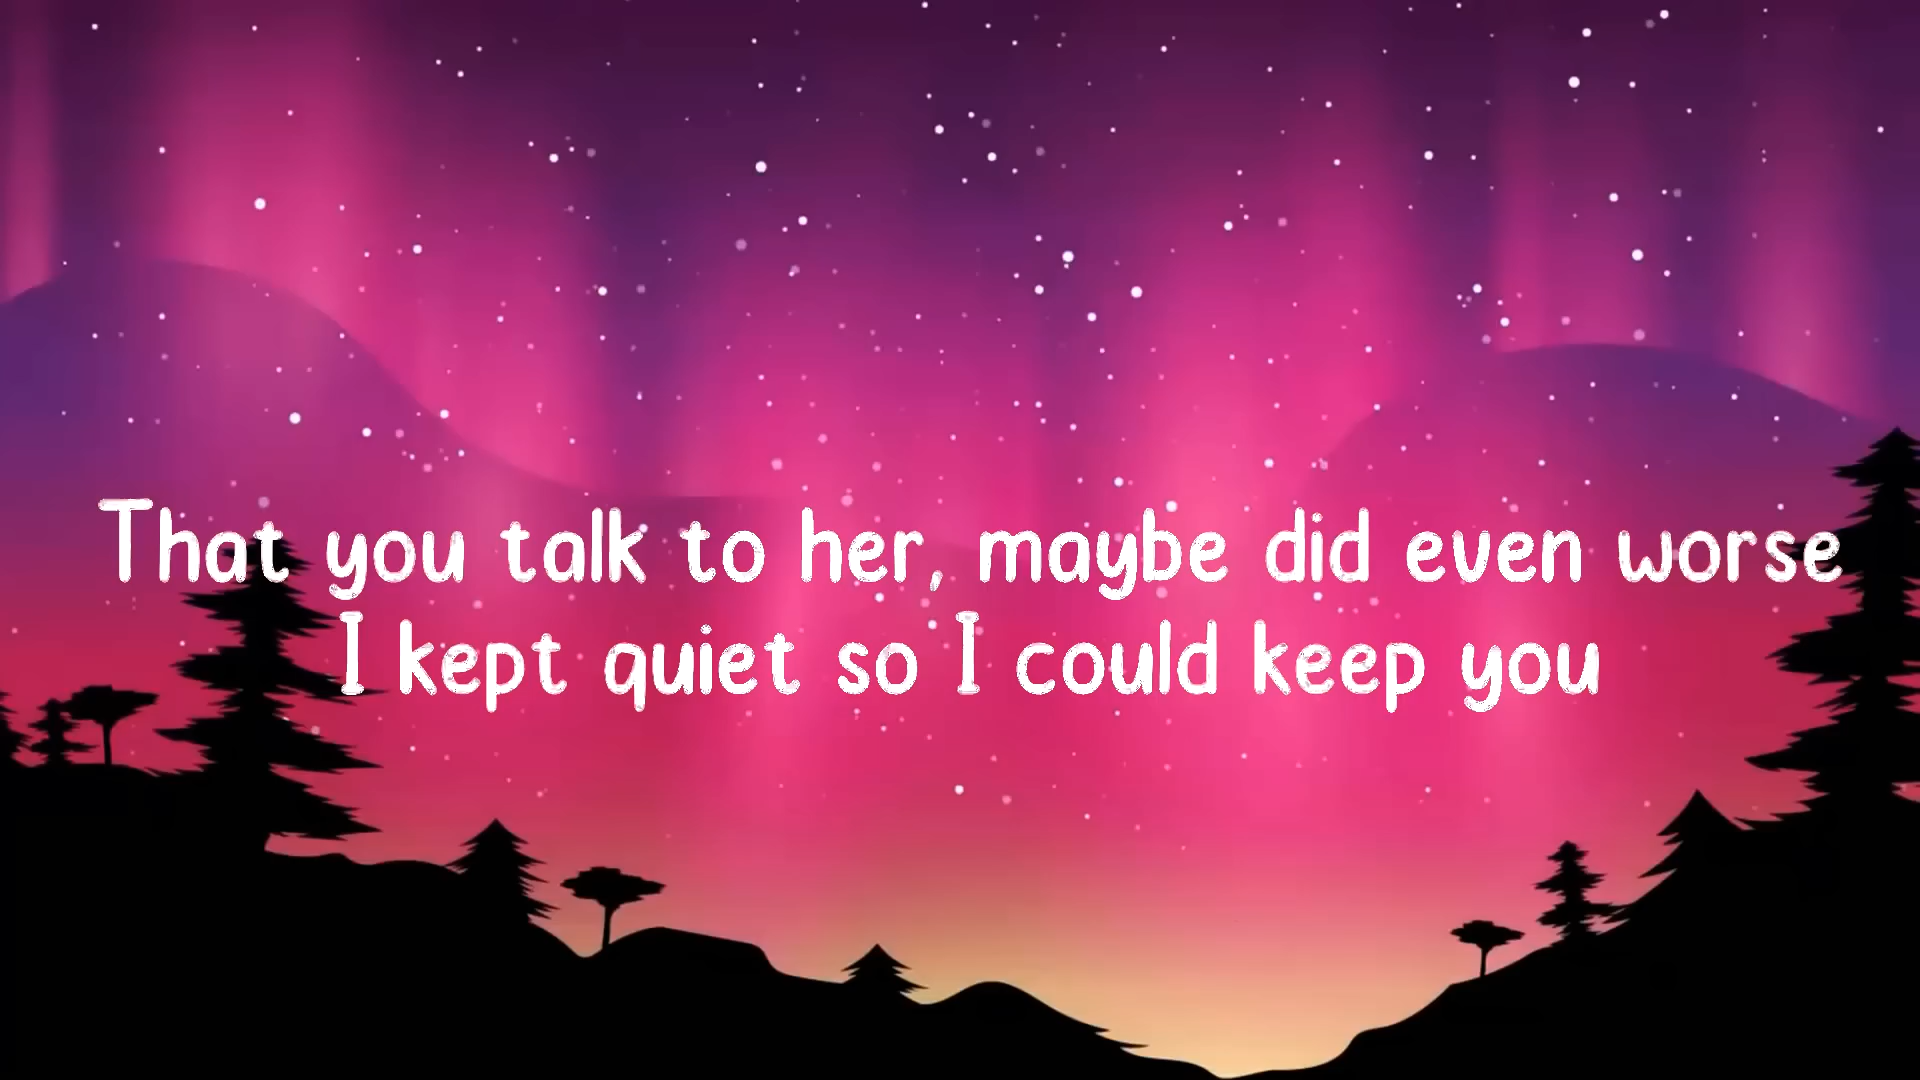 That you talk to her, maybe did even worse
I kept quiet so I could keep you